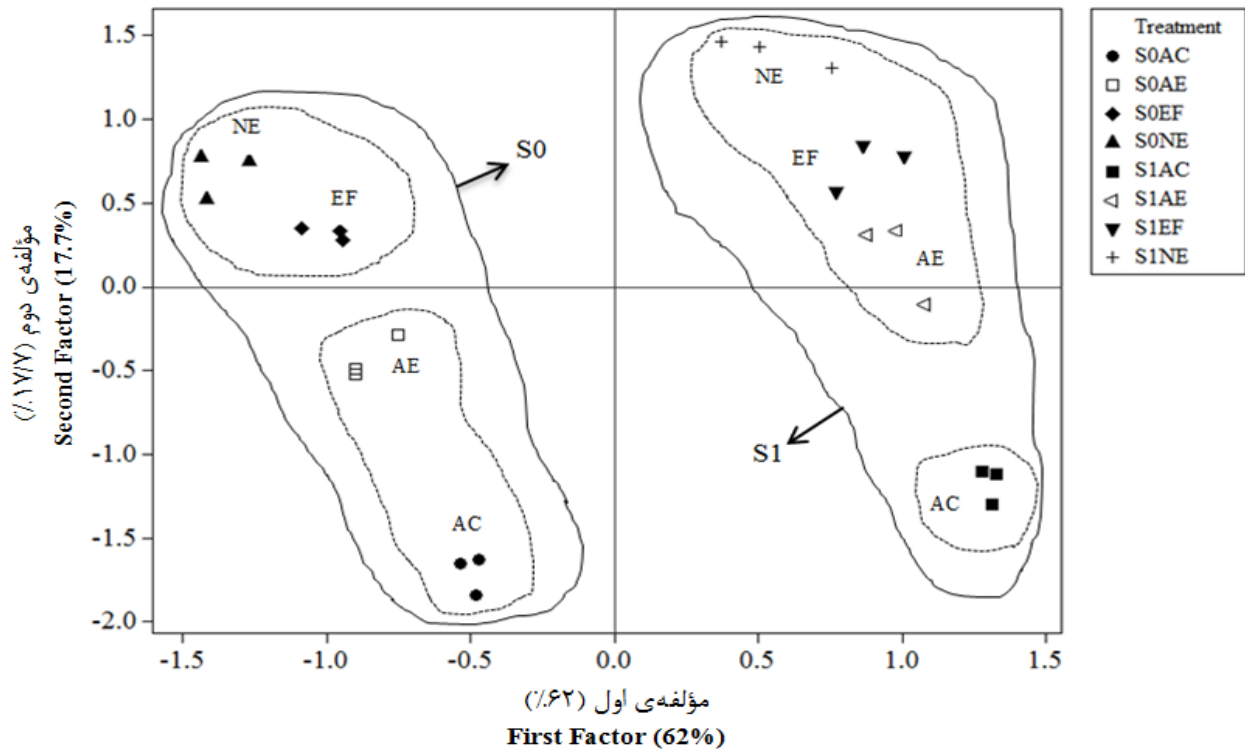 1.5
1.0
0.5
0.0
-0.5
-1.0
-1.5
-2.0
-1.5
-1.0
-0.5
0.0
0.5
1.0
1.5
مؤلفه‌ی دوم (۱۷/۷٪)
Second Factor (17.7%)
مؤلفه‌ی اول (۶۲٪)
First Factor (62%)
NE
EF
AE
AC
S0
NE
EF
AE
AC
S1
Treatment
S0AC
S0AE
S0EF
S0NE
S1AC
S1AE
S1EF
S1NE